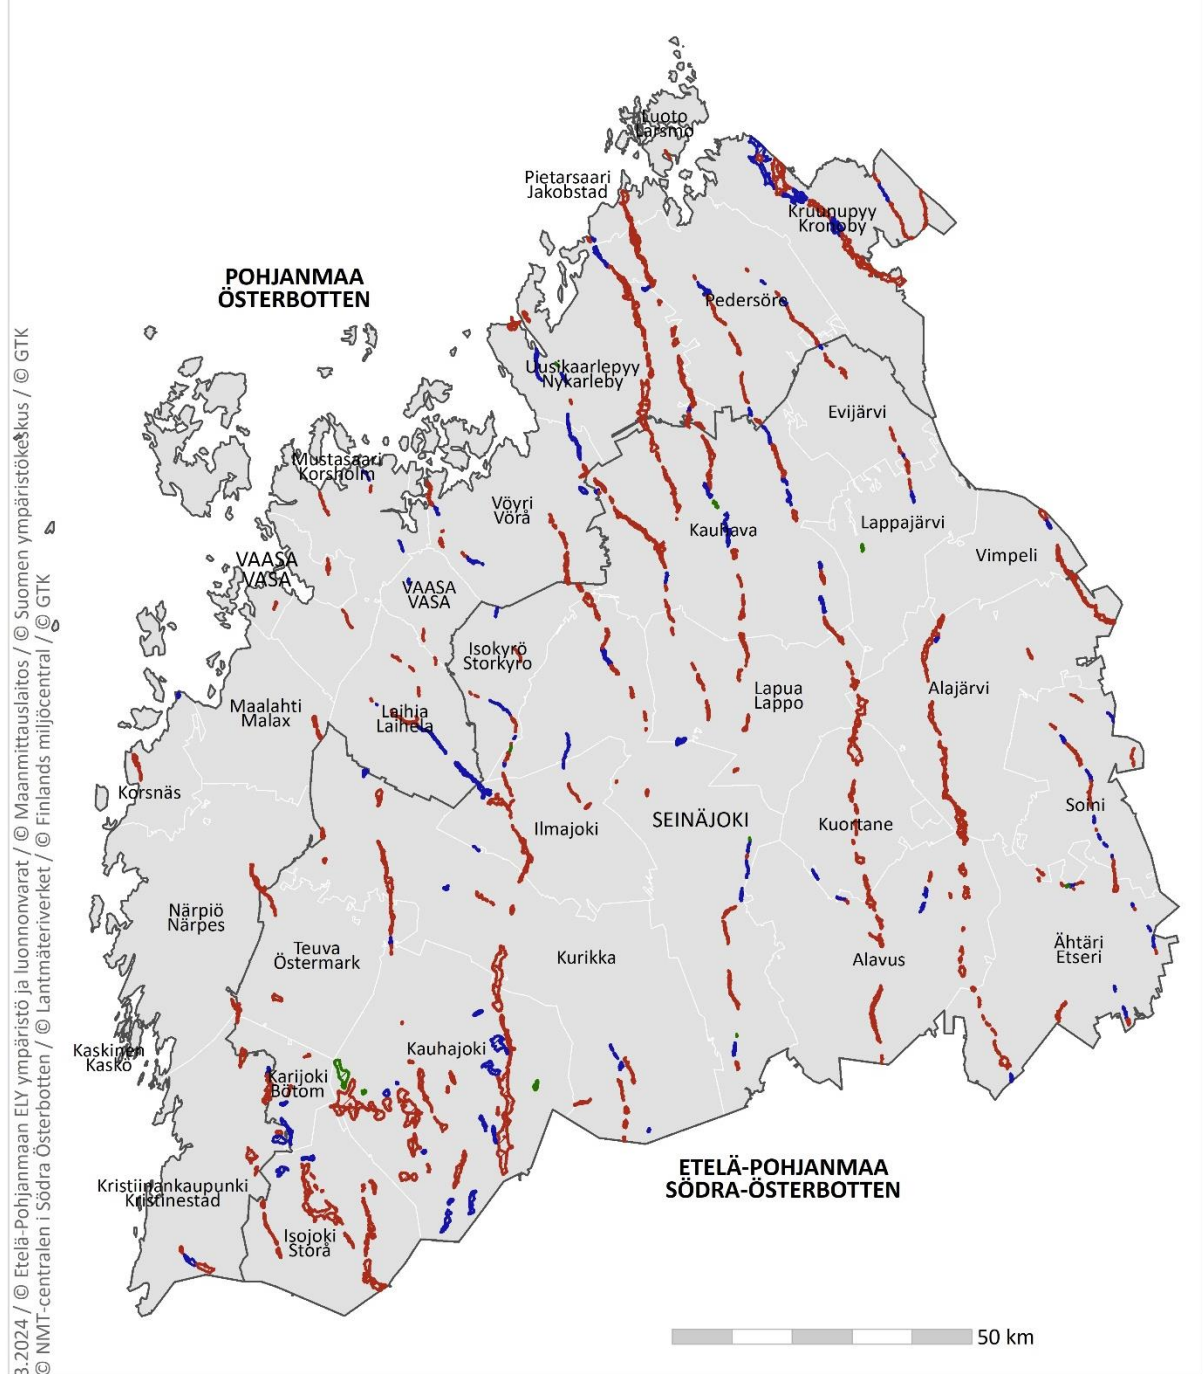 Luoto
Larsmo
Pietarsaari
Jakobstad
Kruunupyy
Kronoby
POHJANMAA
ÖSTERBOTTEN
Pedersöre
Uusikaarlepyy
Nykarleby
Evijärvi
Mustasaari
Korsholm
Vöyri
Vörå
Kauhava
Lappajärvi
Vimpeli
VAASA
VASA
VAASA
VASA
Isokyrö
Storkyro
Maalahti
Malax
Laihia
Laihela
Lapua
Lappo
Alajärvi
Korsnäs
Ilmajoki
SEINÄJOKI
Kuortane
Soini
Närpiö
Närpes
Teuva
Östermark
Kurikka
Alavus
Ähtäri
Etseri
Kaskinen
Kaskö
Kauhajoki
Karijoki
Bötom
Kristiinankaupunki
Kristinestad
Isojoki
Storå
ETELÄ-POHJANMAA
SÖDRA-ÖSTERBOTTEN
50 km
3.2024 / © Etelä-Pohjanmaan ELY ympäristö ja luonnonvarat / © Maanmittauslaitos / © Suomen ympäristökeskus / © GTK
© NMT-centralen i Södra Österbotten / © Lantmäteriverket / © Finlands miljöcentral / © GTK